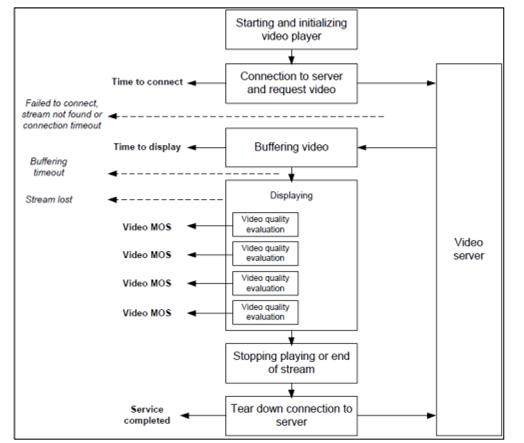 Starting and initializing
video player
Time to connect
Connection to server
and request video
Failed to connect,
stream not found or
connection timeout
Time to display
Buffering video
Buffering
timeout
Stream lost
Displaying
Video MOS
Video quality
evaluation
Video MOS
Video quality
evaluation
Video MOS
Video quality
evaluation
Video MOS
Video quality
evaluation
Video
server
Stopping playing or end
of stream
Service
completed
Tear down connection to
server